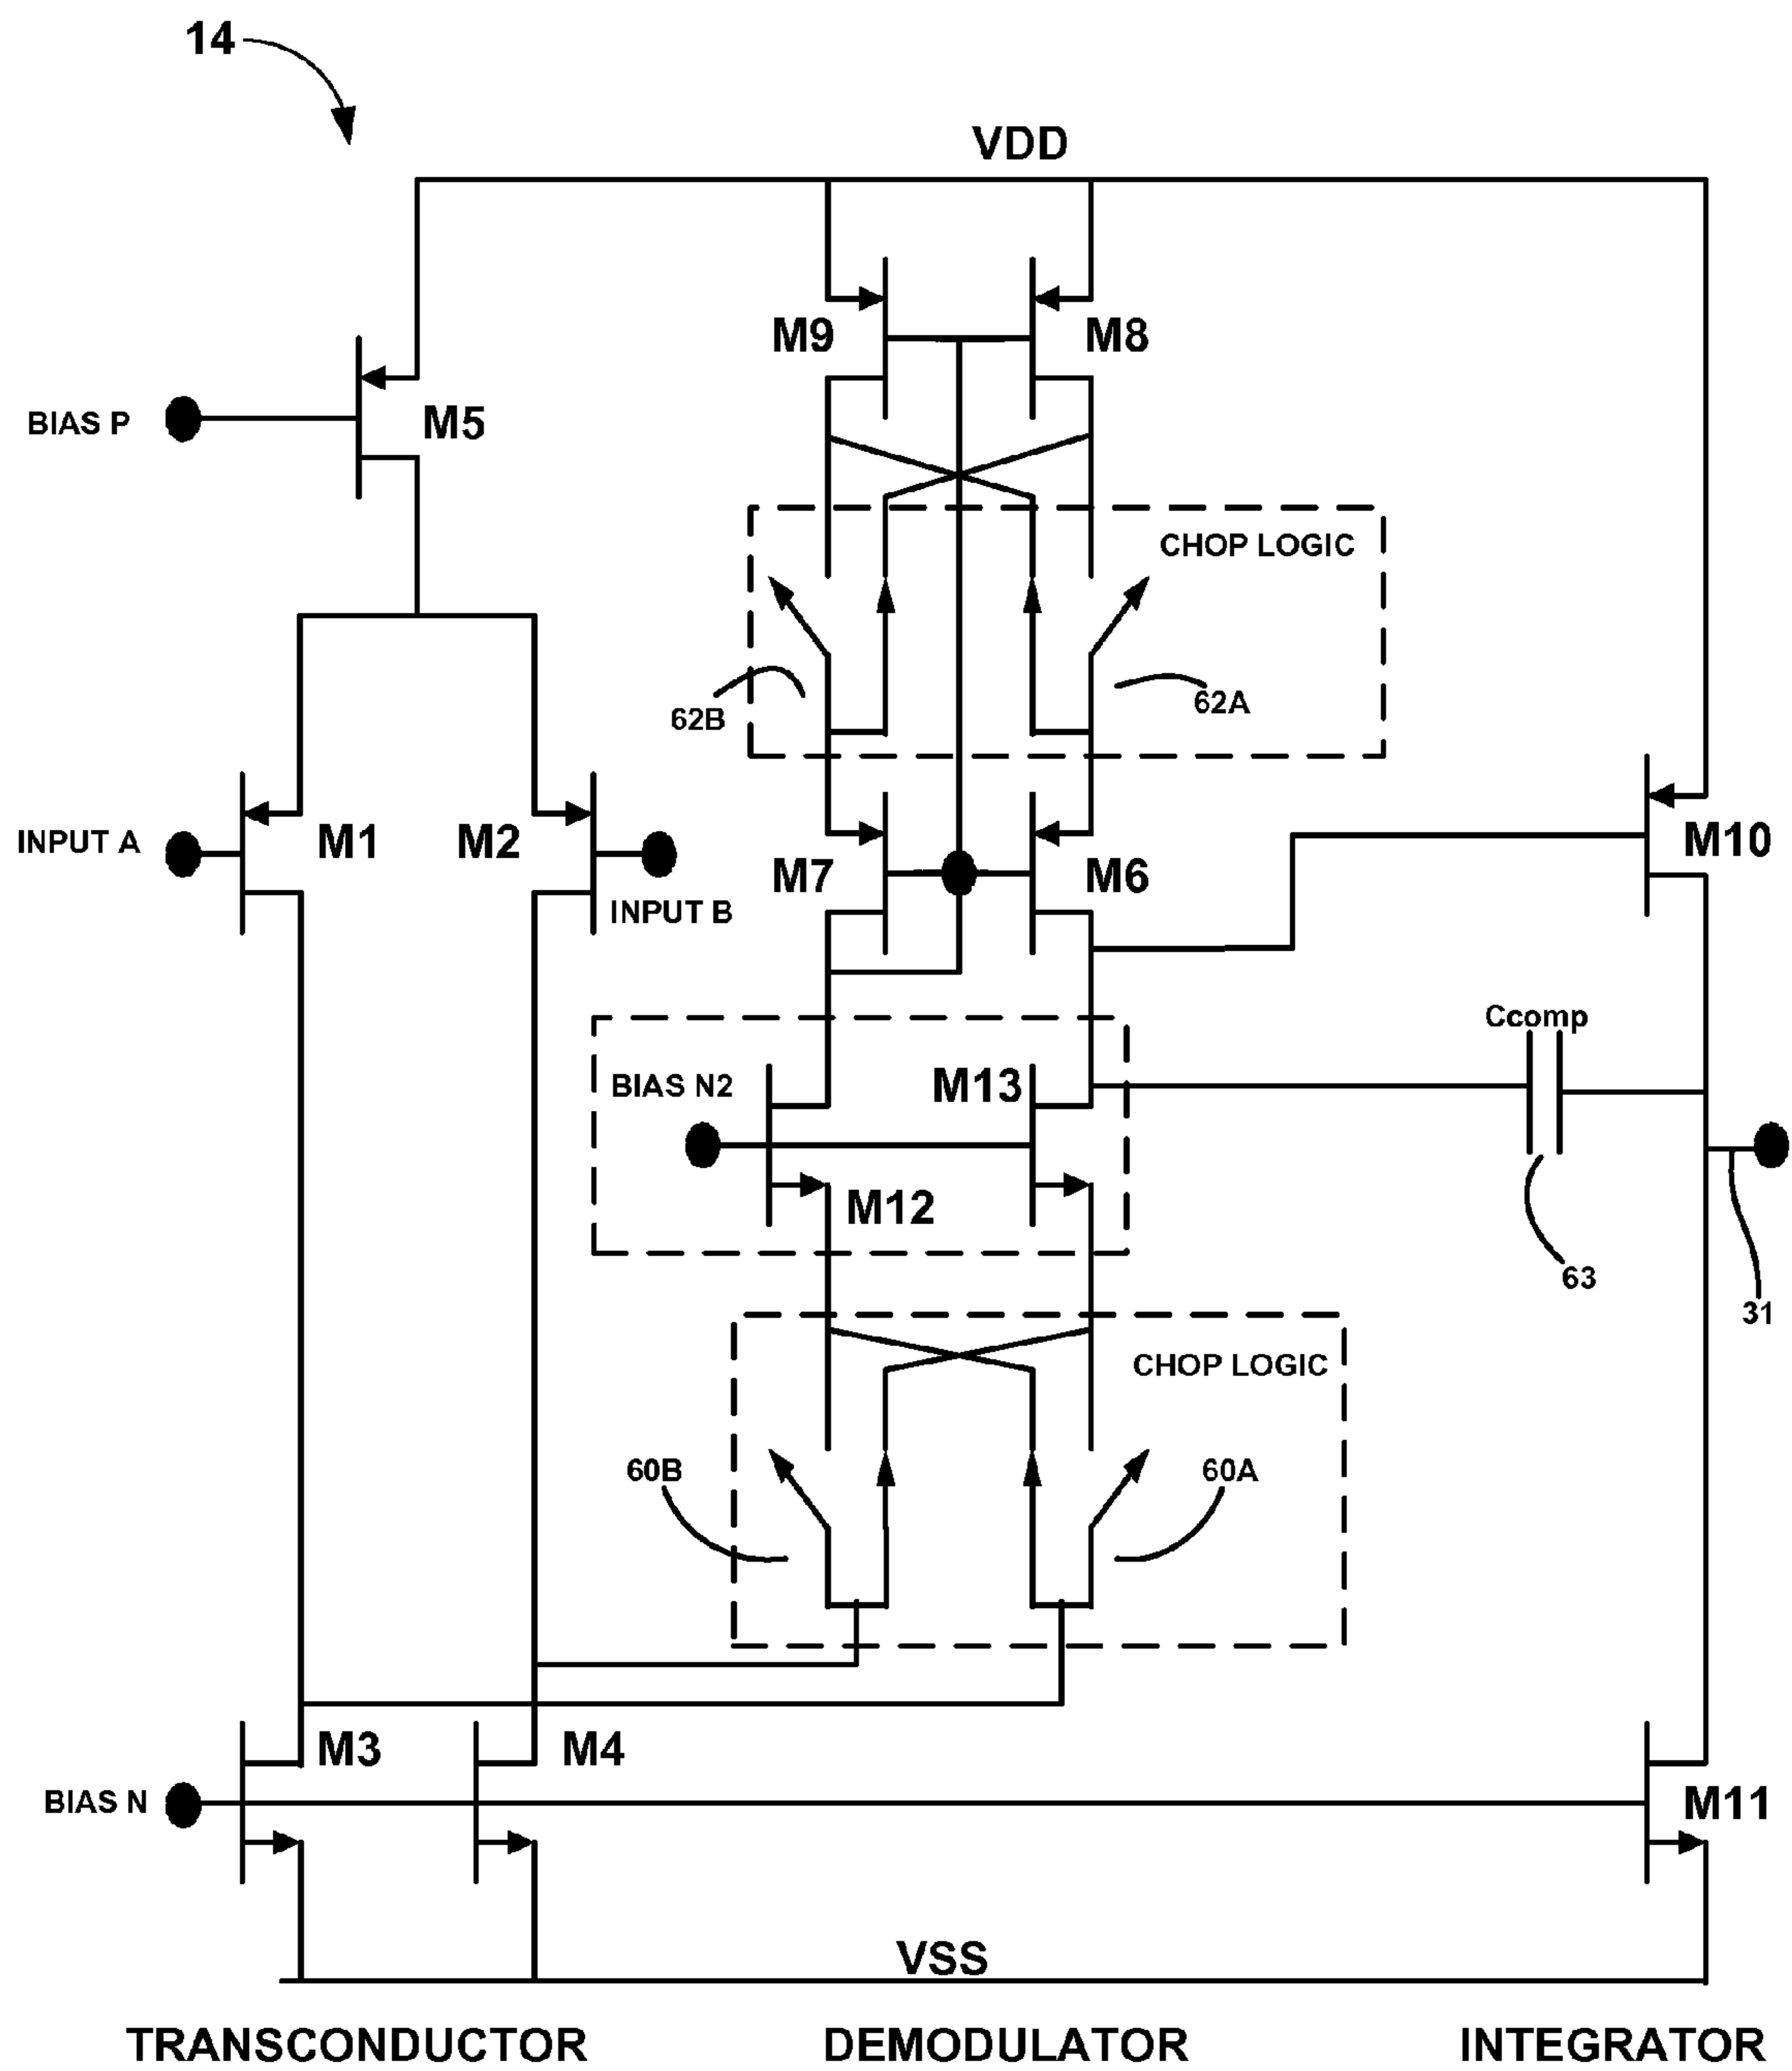 14
VDD
M9
M8
BIAS P
M5
CHOP LOGIC
62B
62A
INPUT A
M1
M2
INPUT B
M7
M6
M10
Ccomp
BIAS N2
M13
M12
63
31
CHOP LOGIC
60B
60A
M3
M4
BIAS N
M11
VSS
TRANSCONDUCTOR
DEMODULATOR
INTEGRATOR